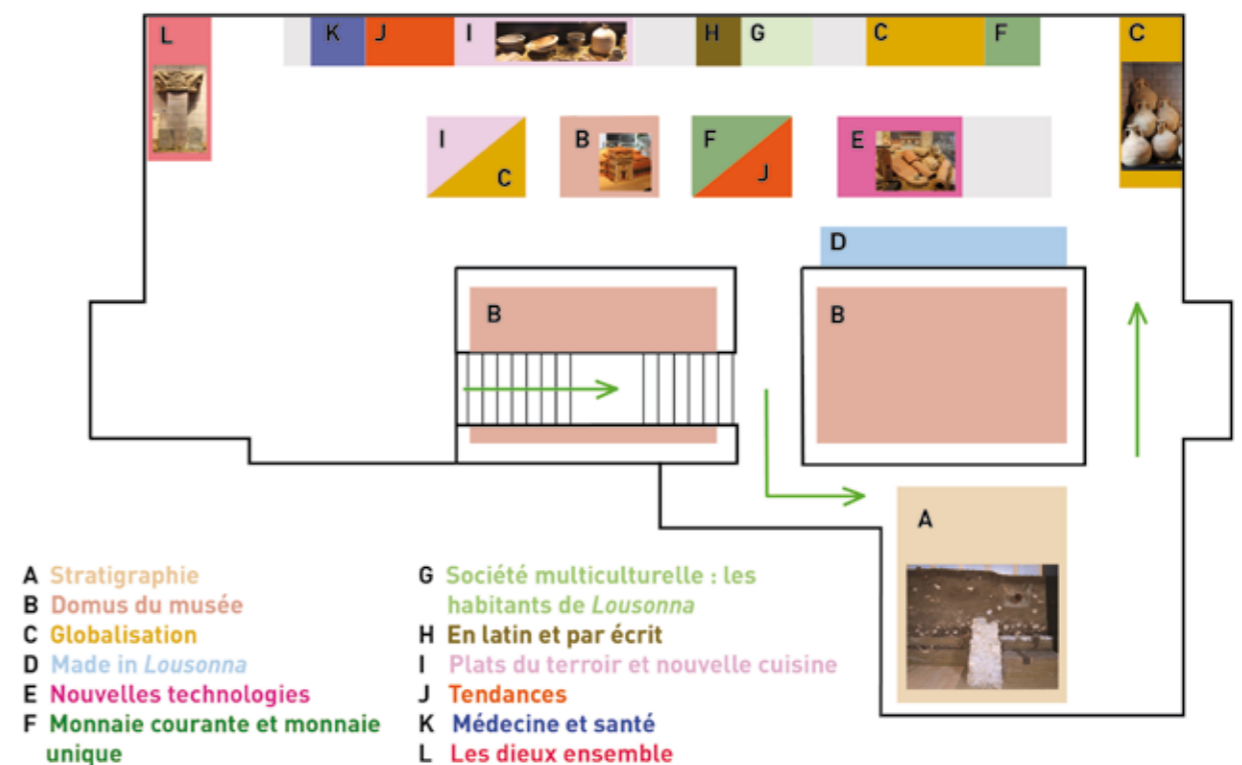 L
K
J
I
H
G
C
F
C
I
C
B
F
J
E
D
B
B
A
A Stratigraphie
B Domus du musée
C Globalisation
D Made in Lousonna
E Nouvelles technologies
F Monnaie courante et monnaie
unique
G Société multiculturelle : les
habitants de Lousonna
H En latin et par écrit
I Plats du terroir et nouvelle cuisine
J Tendances
K Médecine et santé
L Les dieux ensemble